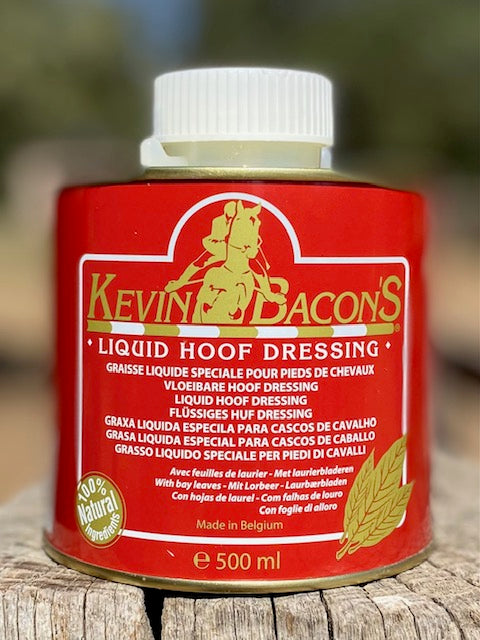 KEVIN BACON'S®
• LIQUID HOOF DRESSING •
GRAISSE LIQUIDE SPECIALE POUR PIEDS DE CHEVAUX
VLOEIBARE HOOF DRESSING
LIQUID HOOF DRESSING
FLÜSSIGES HUF DRESSING
GRAXA LIQUIDA ESPECILA PARA CASCOS DE CAVALHO
GRASA LIQUIDA ESPECIAL PARA CASCOS DE CABALLO
GRASSO LIQUIDO SPECIALE PER PIEDI DI CAVALLI
Avec feuilles de laurier - Met laurierbladeren
With bay leaves - Mit Lorbeer - Laurbærbladen
Con hojas de laurel - Com falhas de louro
Con foglie di alloro
100%
Natural
Ingredients
Made in Belgium
℮ 500 ml